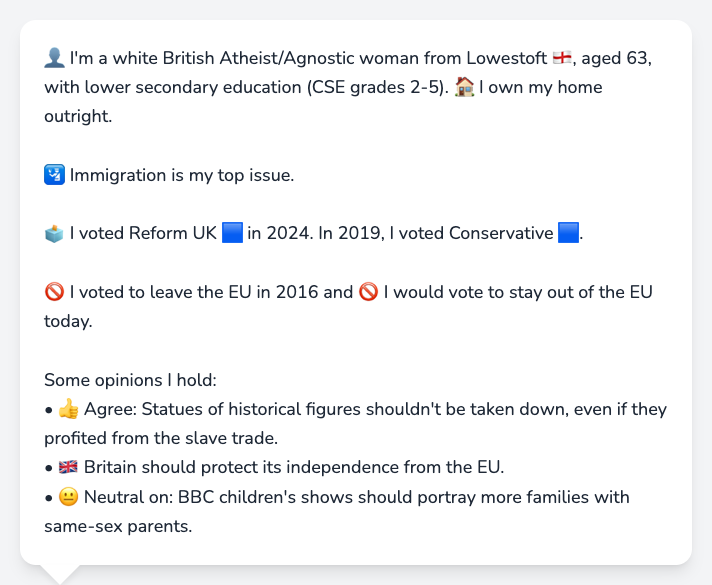 👤 I'm a white British Atheist/Agnostic woman from Lowestoft 🏴󠁧󠁢󠁥󠁮󠁧󠁿, aged 63,
with lower secondary education (CSE grades 2-5). 🏠 I own my home
outright.
🛂 Immigration is my top issue.
🗳️ I voted Reform UK 🟦 in 2024. In 2019, I voted Conservative 🟦.
🚫 I voted to leave the EU in 2016 and 🚫 I would vote to stay out of the EU
today.
Some opinions I hold:
• 👍 Agree: Statues of historical figures shouldn't be taken down, even if they
profited from the slave trade.
• 🇬🇧 Britain should protect its independence from the EU.
• 😐 Neutral on: BBC children's shows should portray more families with
same-sex parents.